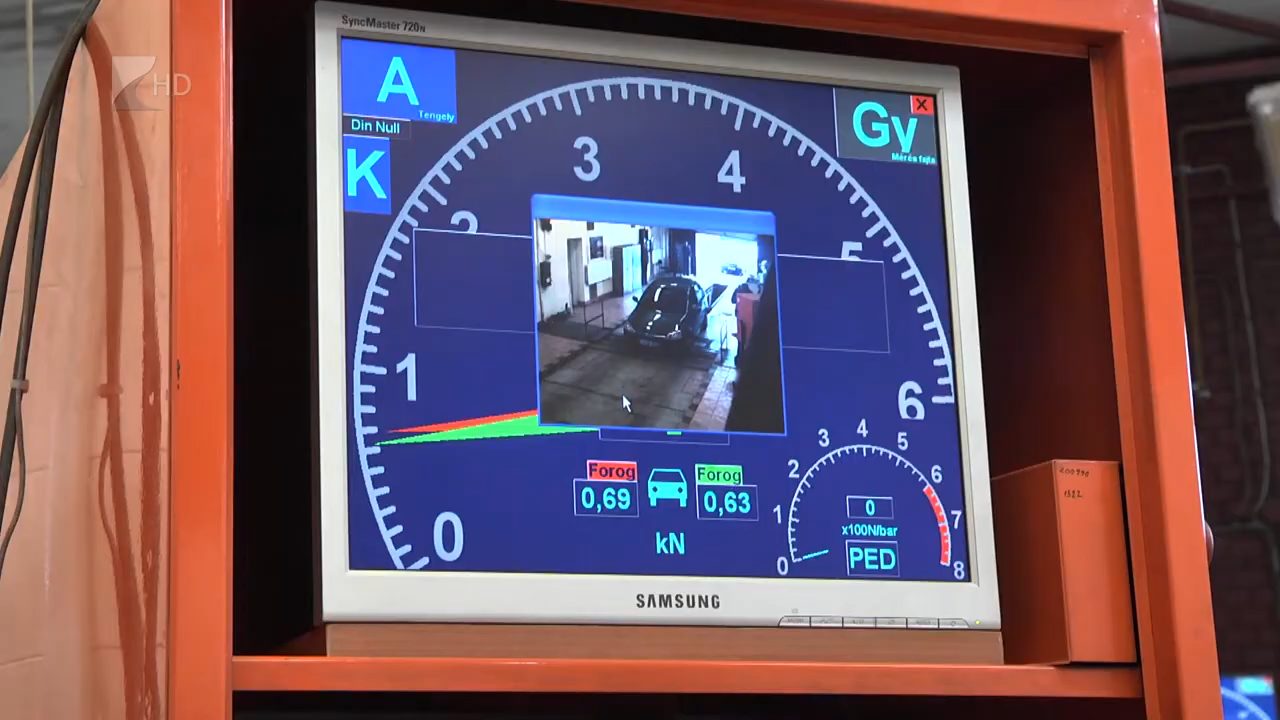 SyncMaster 720N
HD
A
Tengely
Din Null
K
Gy
X
Mérés fajta
0
1
2
3
4
5
6
Forog
Forog
0,69
0,63
kN
0
1
2
3
4
5
6
7
8
0
x100N/bar
PED
SAMSUNG
1322